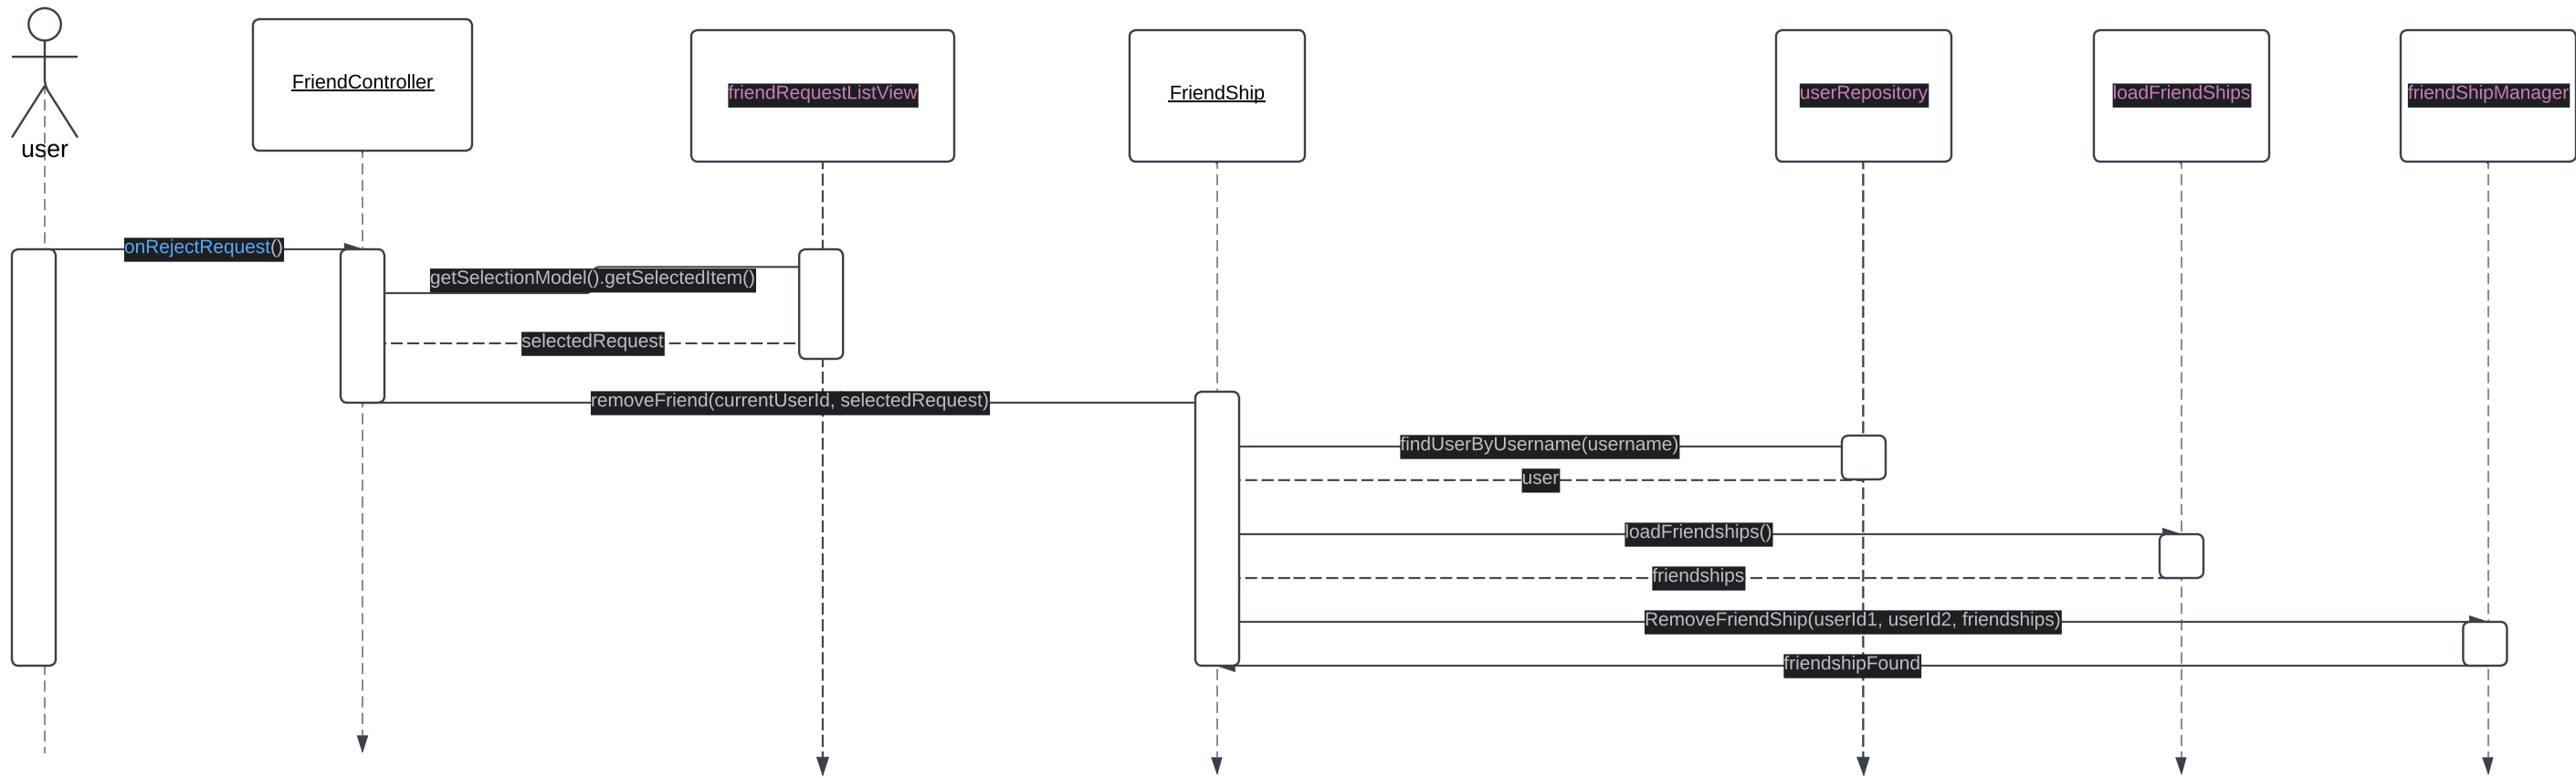 user
FriendController
friendRequestListView
FriendShip
userRepository
loadFriendShips
friendShipManager
onRejectRequest()
getSelectionModel().getSelectedItem()
selectedRequest
removeFriend(currentUserId, selectedRequest)
findUserByUsername(username)
user
loadFriendships()
friendships
RemoveFriendShip(userId1, userId2, friendships)
friendshipFound